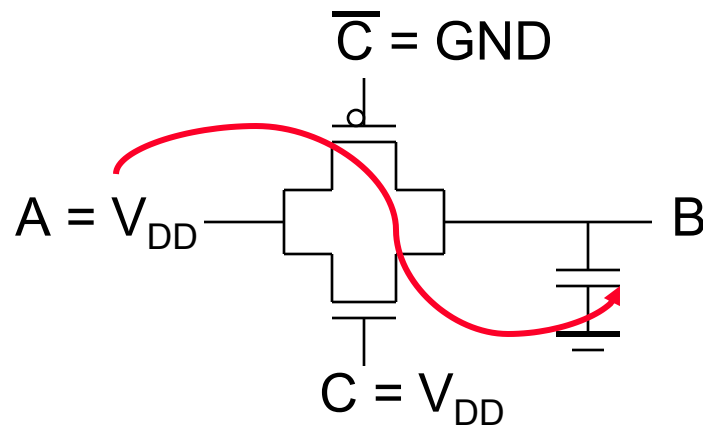 C̅ = GND
A = V_DD
B
C = V_DD